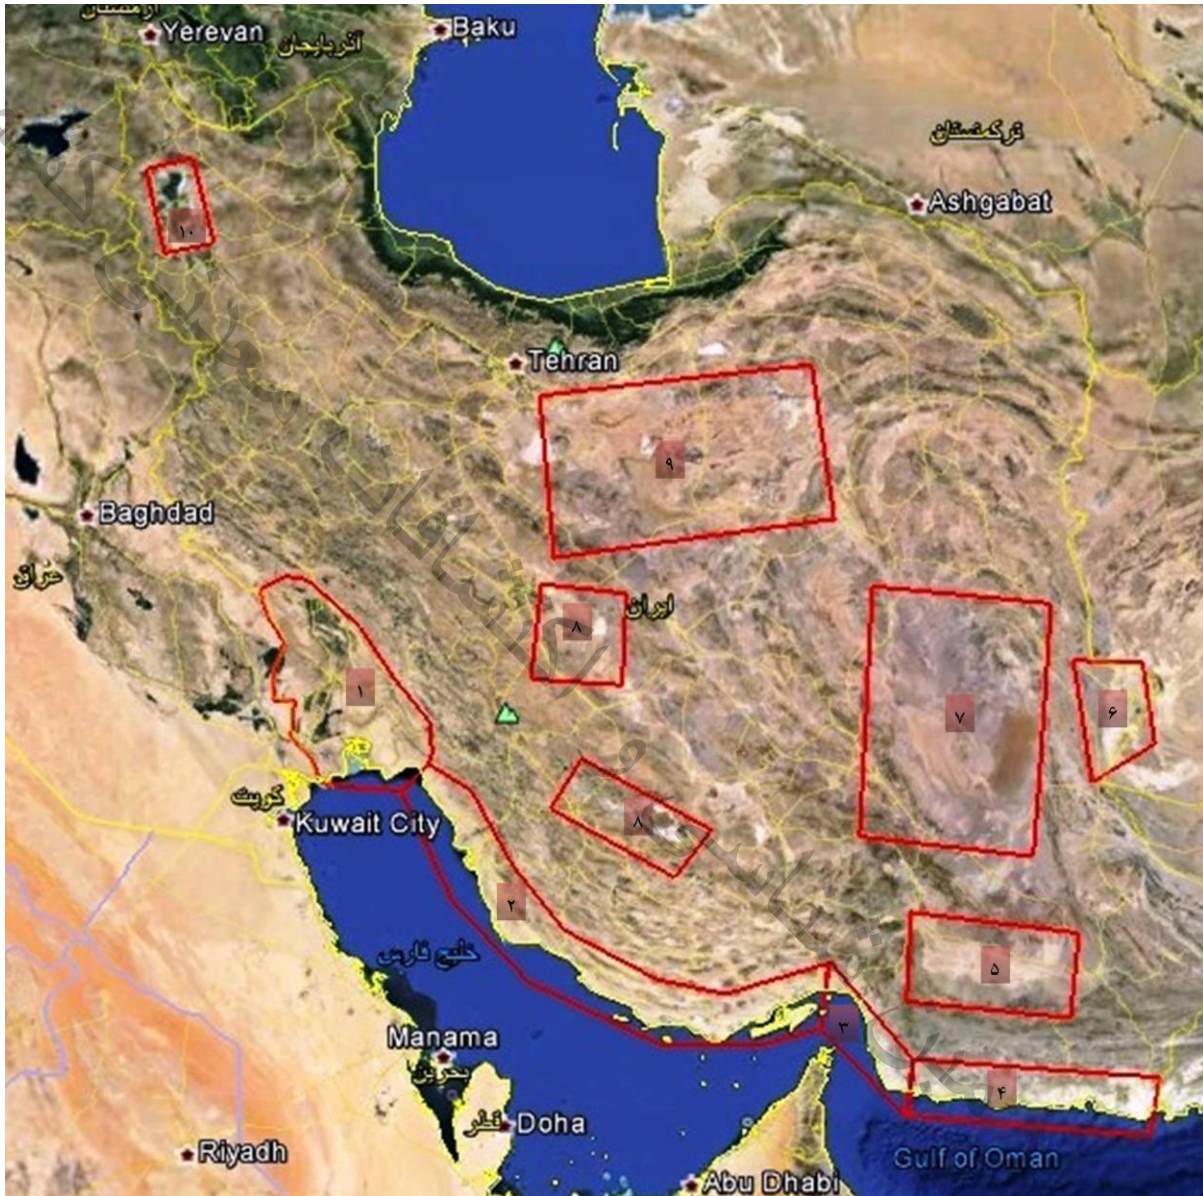 ارمنستان
Yerevan
آذربایجان
Baku
ترکمنستان
Ashgabat
۱۰
Tehran
۹
Baghdad
عراق
ایران
۸
۱
۷
۶
کویت
Kuwait City
۸
۲
خلیج فارس
۵
۳
Manama
بحرین
۴
قطر
Doha
Riyadh
Gulf of Oman
Abu Dhabi